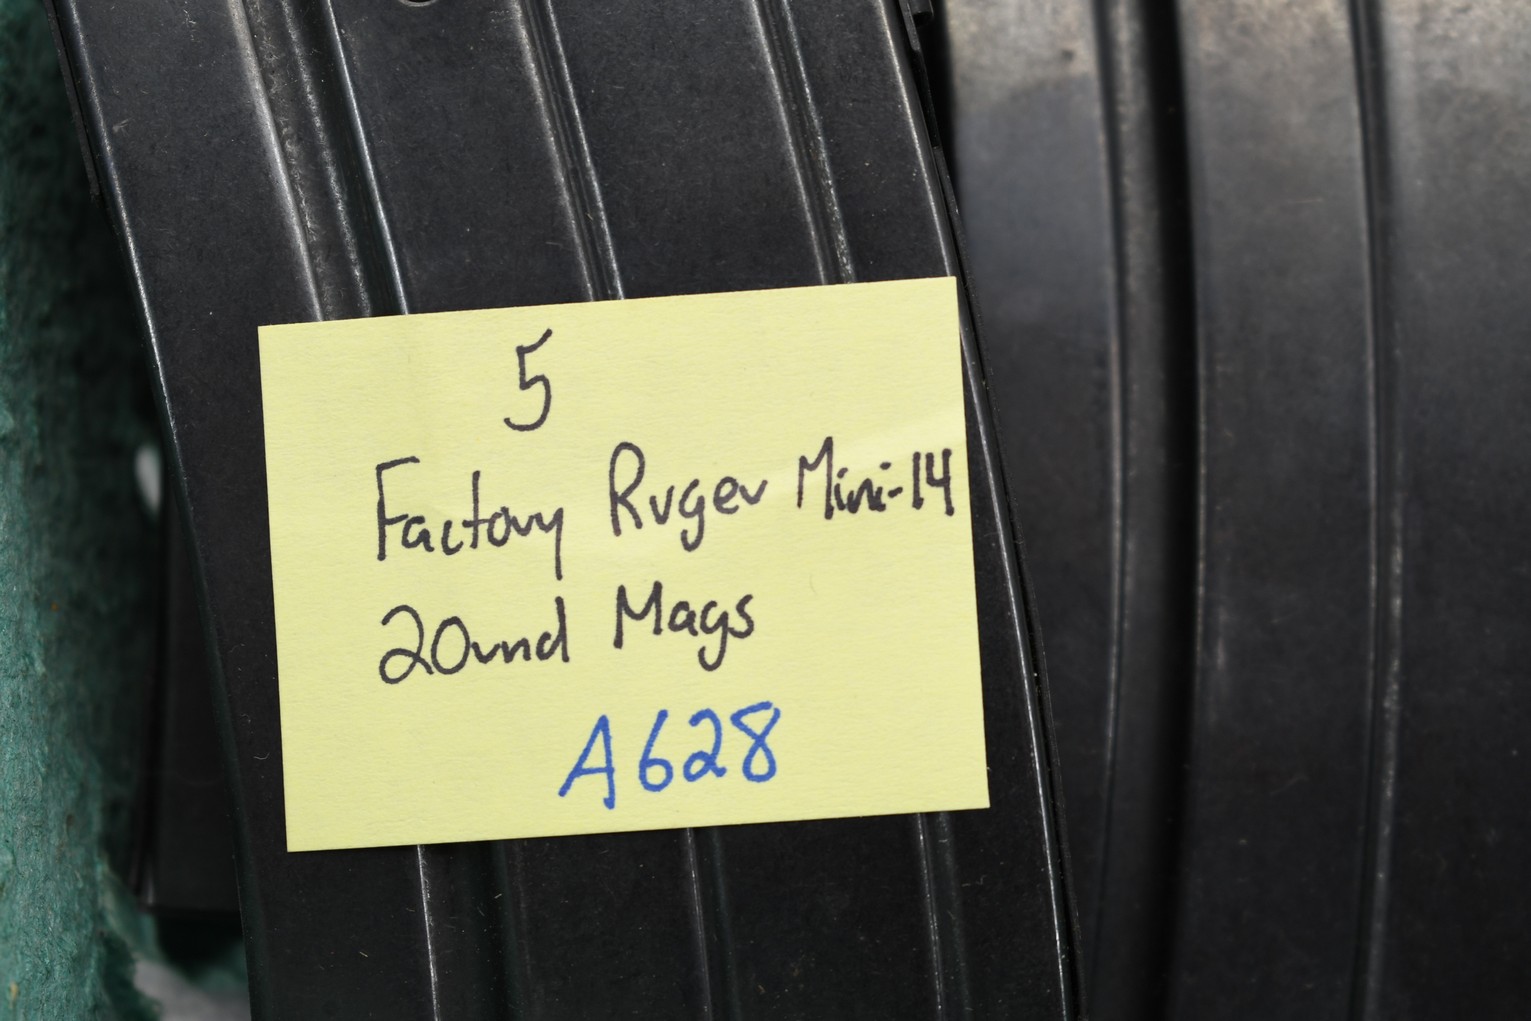 5
Factory Ruger Mini-14
20rnd Mags
A628